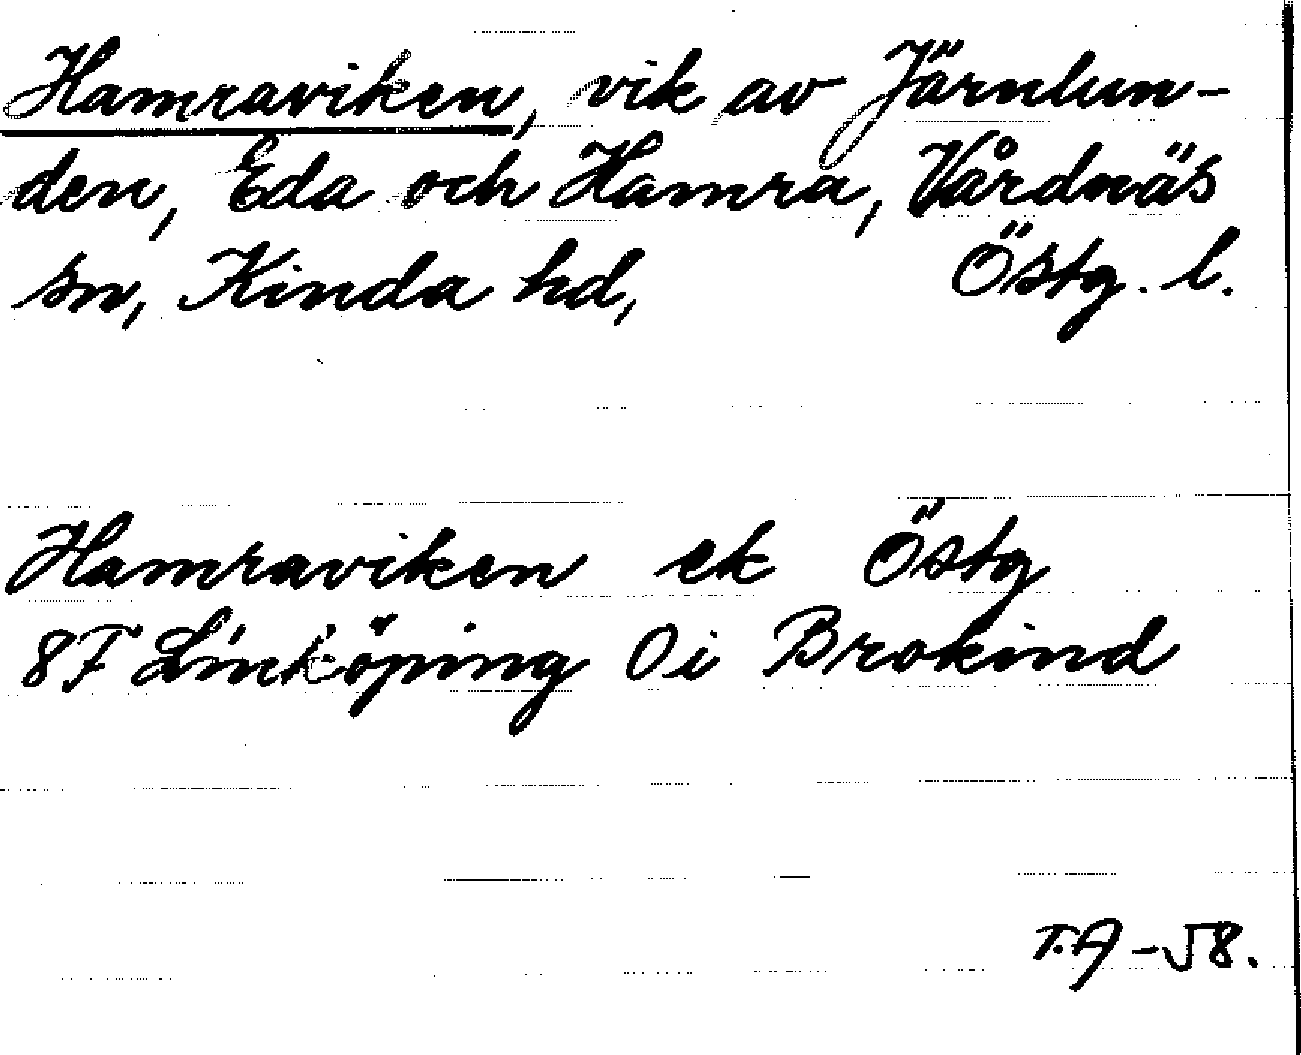 Hamraviken, vik av Järnlun-
den, Eda och Hamra, Vårdnäs
sn, Kinda hd, Östg. l.
Hamraviken ek Östg
8F Linköping Öi Brokind
T.A -58.